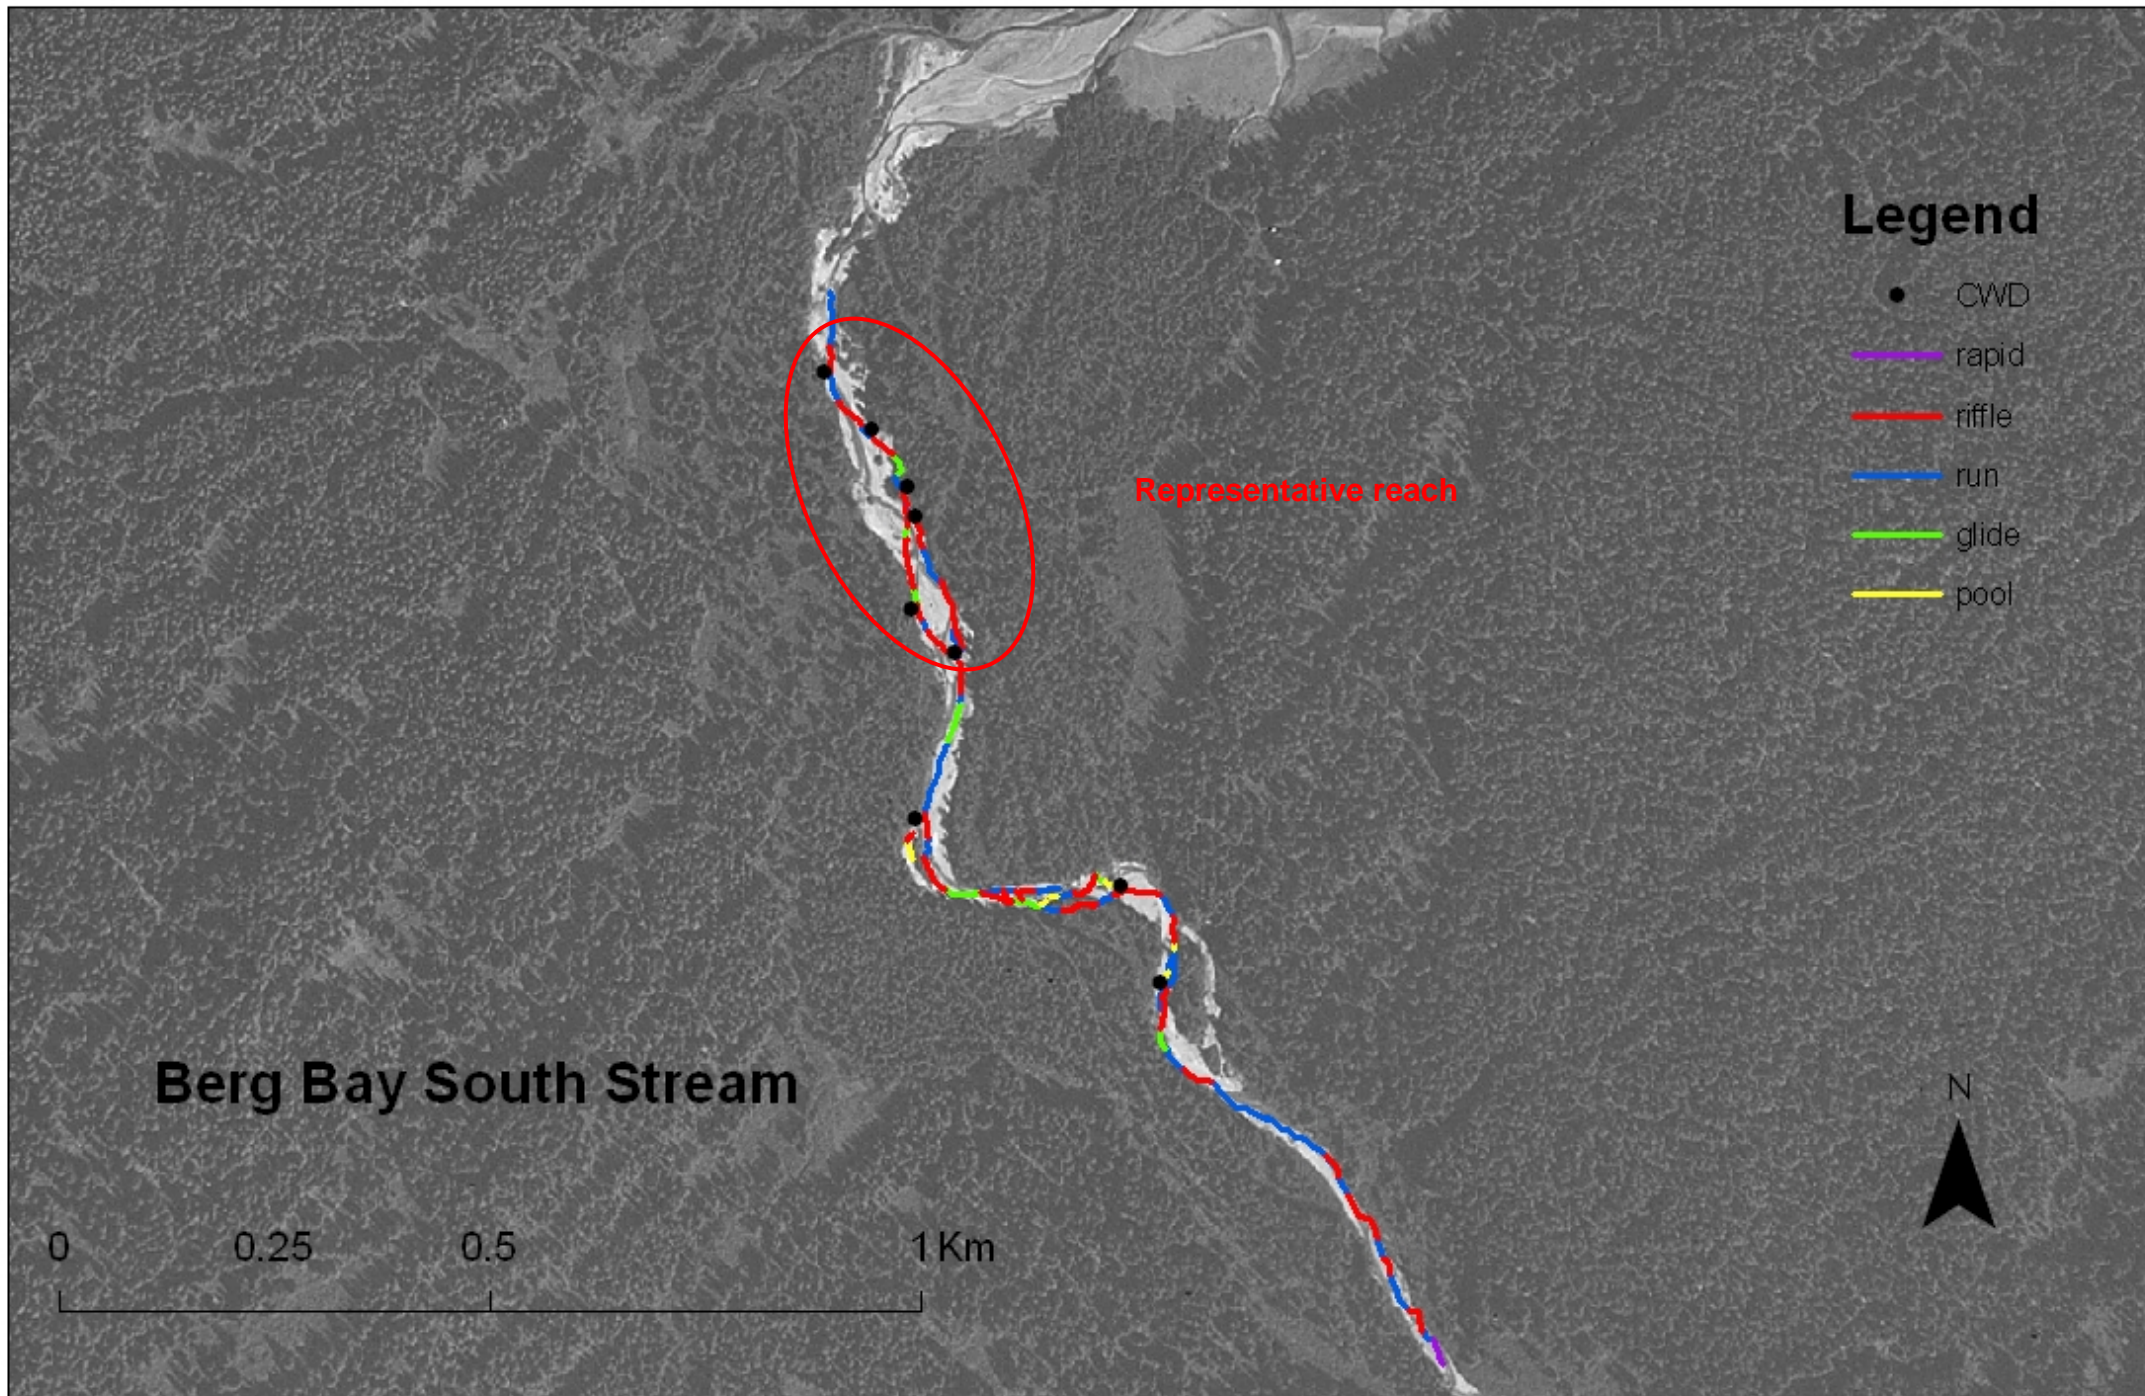 Legend
CWD
rapid
riffle
run
glide
pool
Representative reach
Berg Bay South Stream
N
0 0.25 0.5 1 Km